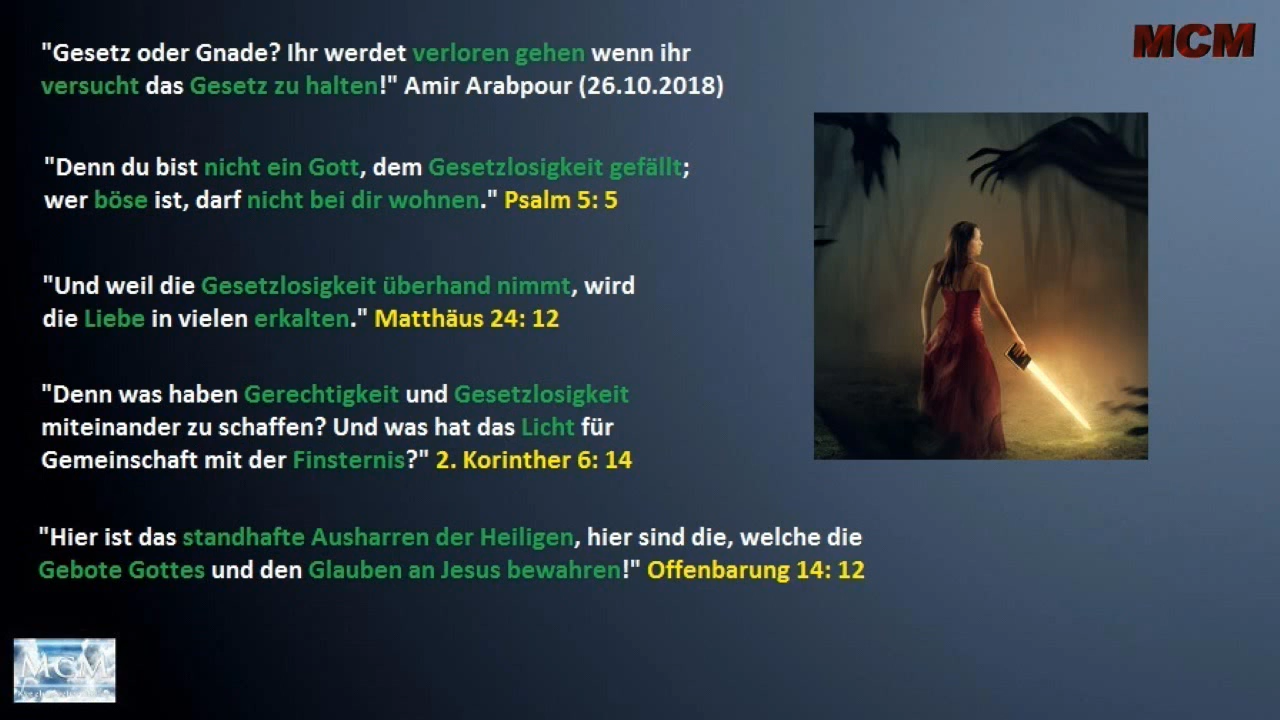 MCM
"Gesetz oder Gnade? Ihr werdet verloren gehen wenn ihr
versucht das Gesetz zu halten!" Amir Arabpour (26.10.2018)
"Denn du bist nicht ein Gott, dem Gesetzlosigkeit gefällt;
wer böse ist, darf nicht bei dir wohnen." Psalm 5: 5
"Und weil die Gesetzlosigkeit überhand nimmt, wird
die Liebe in vielen erkalten." Matthäus 24: 12
"Denn was haben Gerechtigkeit und Gesetzlosigkeit
miteinander zu schaffen? Und was hat das Licht für
Gemeinschaft mit der Finsternis?" 2. Korinther 6: 14
"Hier ist das standhafte Ausharren der Heiligen, hier sind die, welche die
Gebote Gottes und den Glauben an Jesus bewahren!" Offenbarung 14: 12
MCM